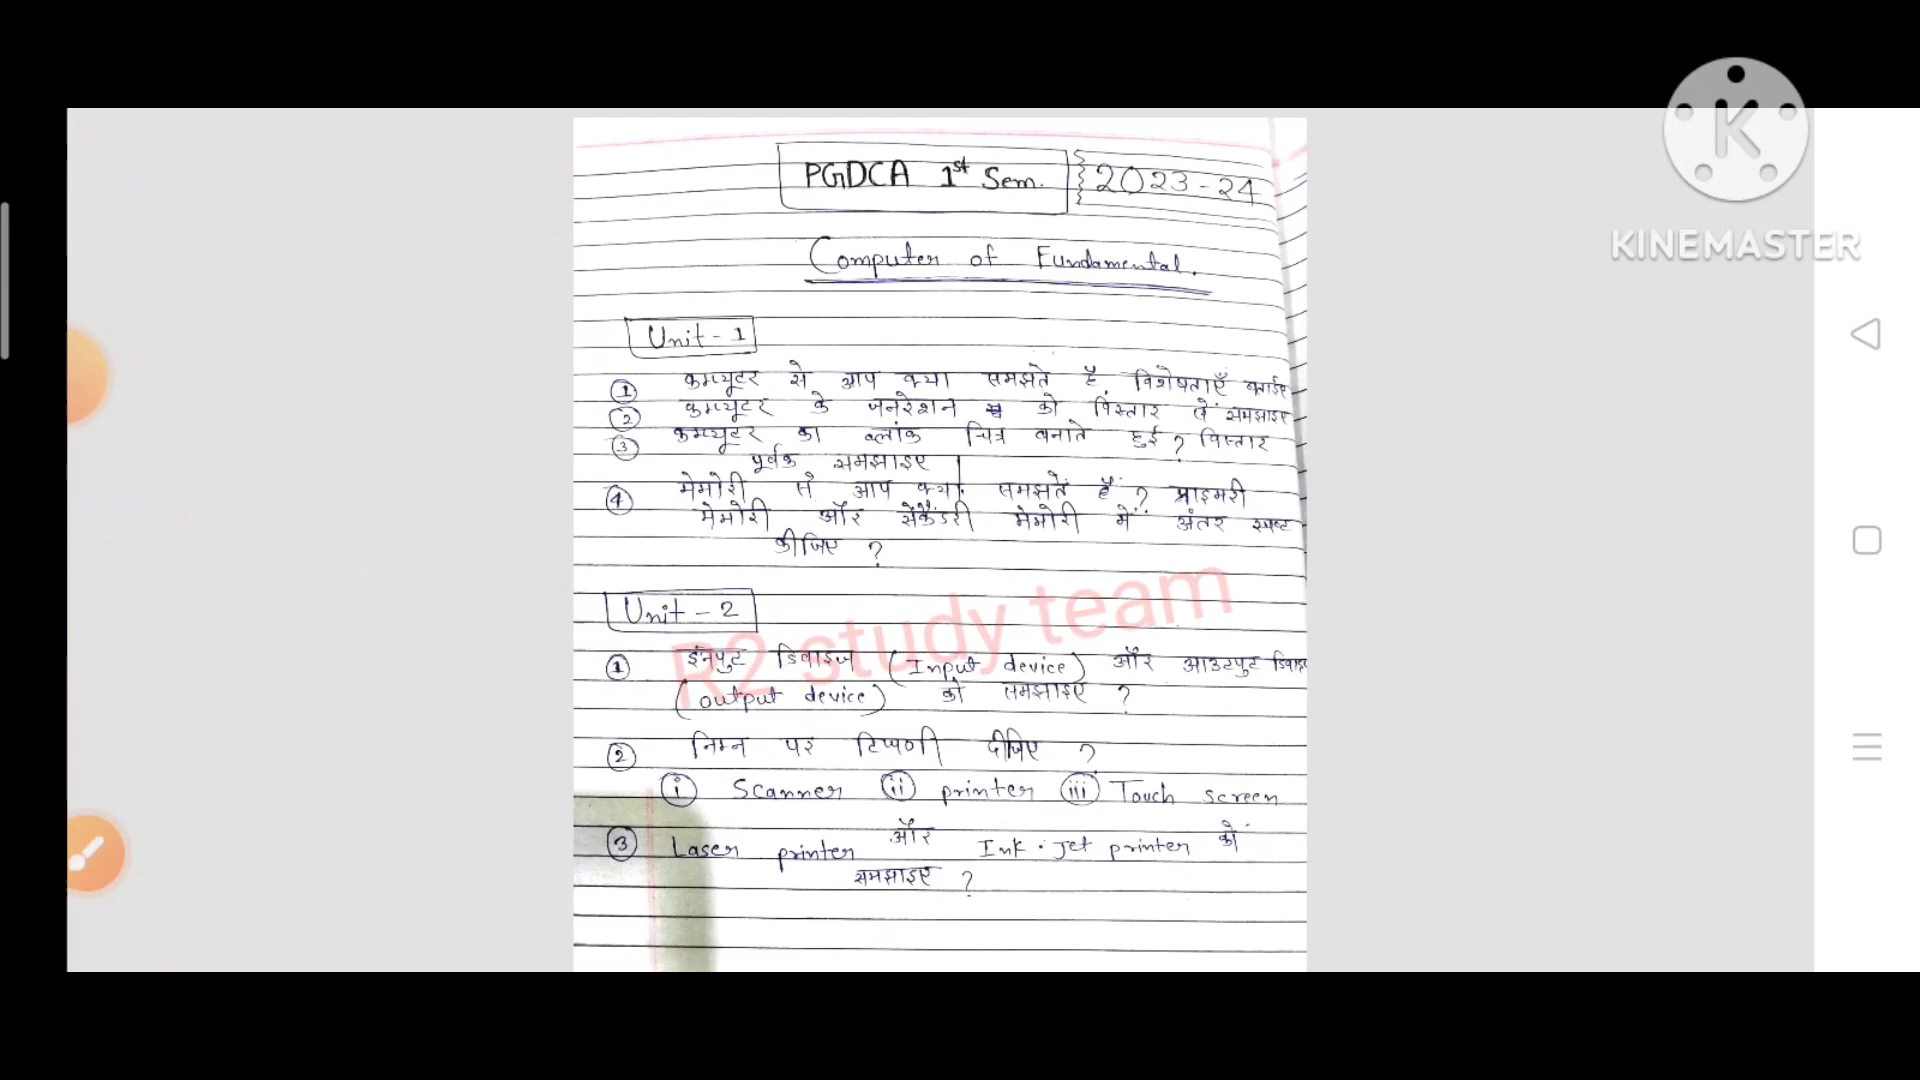 PGDCA 1st Sem. 2023-24
KINEMASTER
Computer of Fundamental.
Unit-1
① कम्प्यूटर से आप क्या समझते है, विशेषताएँ बताईए
② कम्प्यूटर के जनरेशन को विस्तार से समझाइए
③ कम्प्यूटर का ब्लांक चित्र बनाते हुई? विस्तार
पूर्वक समझाइए।
④ मेमोरी से आप क्या समझतें हैं? प्राइमरी
मेमोरी और सेकैंडरी मेमोरी में अंतर स्पष्ट
कीजिए?
Unit-2
R2 study team
① इनपुट डिवाइज (Input device) और आउटपुट डिवाइ
(output device) को समझाइए?
② निम्न पर टिप्पणी दीजिए?
ⓘ Scanner ⓘⓘ printer ⓘⓘⓘ Touch screen
③ Laser printer और Ink.jet printer को
समझाइए?